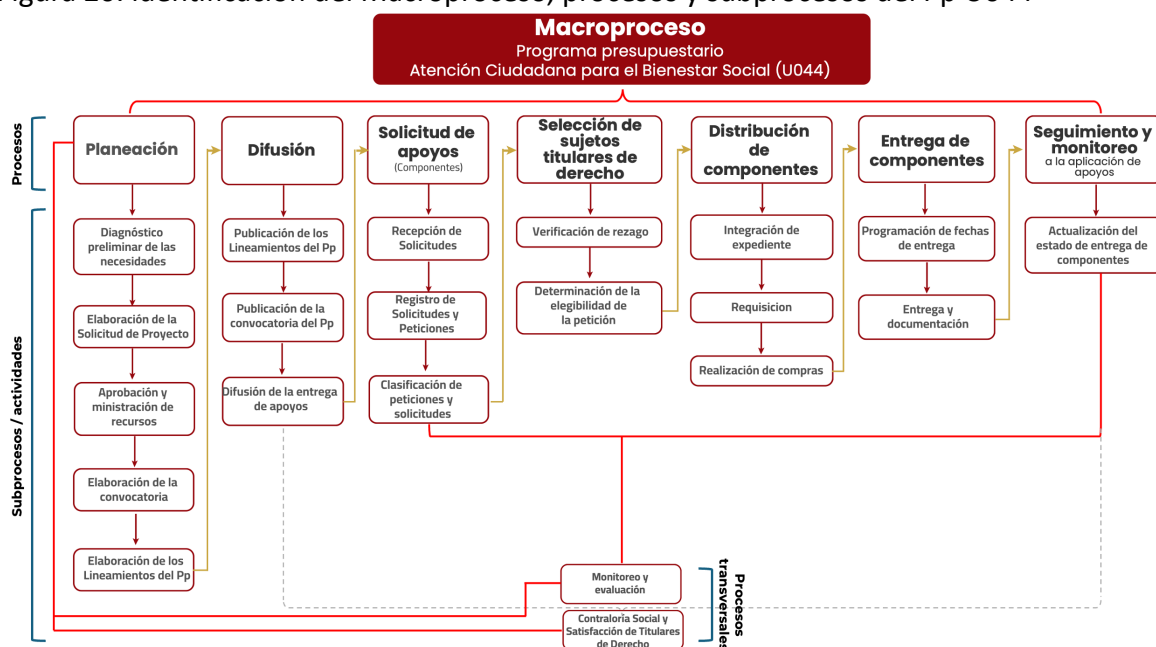 Macroproceso
Programa presupuestario
Atención Ciudadana para el Bienestar Social (U044)
Procesos
Planeación
Difusión
Solicitud de
apoyos
(Componentes)
Selección de
sujetos
titulares de
derecho
Distribución
de
componentes
Entrega de
componentes
Seguimiento y
monitoreo
a la aplicación de
apoyos
Subprocesos / actividades
Diagnóstico
preliminar de las
necesidades
Elaboración de la
Solicitud de Proyecto
Aprobación y
ministración de
recursos
Elaboración de la
convocatoria
Elaboración de los
Lineamientos del Pp
Publicación de los
Lineamientos del Pp
Publicación de la
convocatoria del Pp
Difusión de la entrega
de apoyos
Recepción de
Solicitudes
Registro de
Solicitudes y
Peticiones
Clasificación de
peticiones y
solicitudes
Verificación de rezago
Determinación de la
elegebilidad de
la petición
Integración de
expediente
Requisicion
Realización de compras
Programación de fechas
de entrega
Entrega y
documentación
Actualización del
estado de entrega de
componentes
Monitoreo y
evaluación
Contraloría Social y
Satisfacción de Titulares
de Derecho
Procesos
transversales